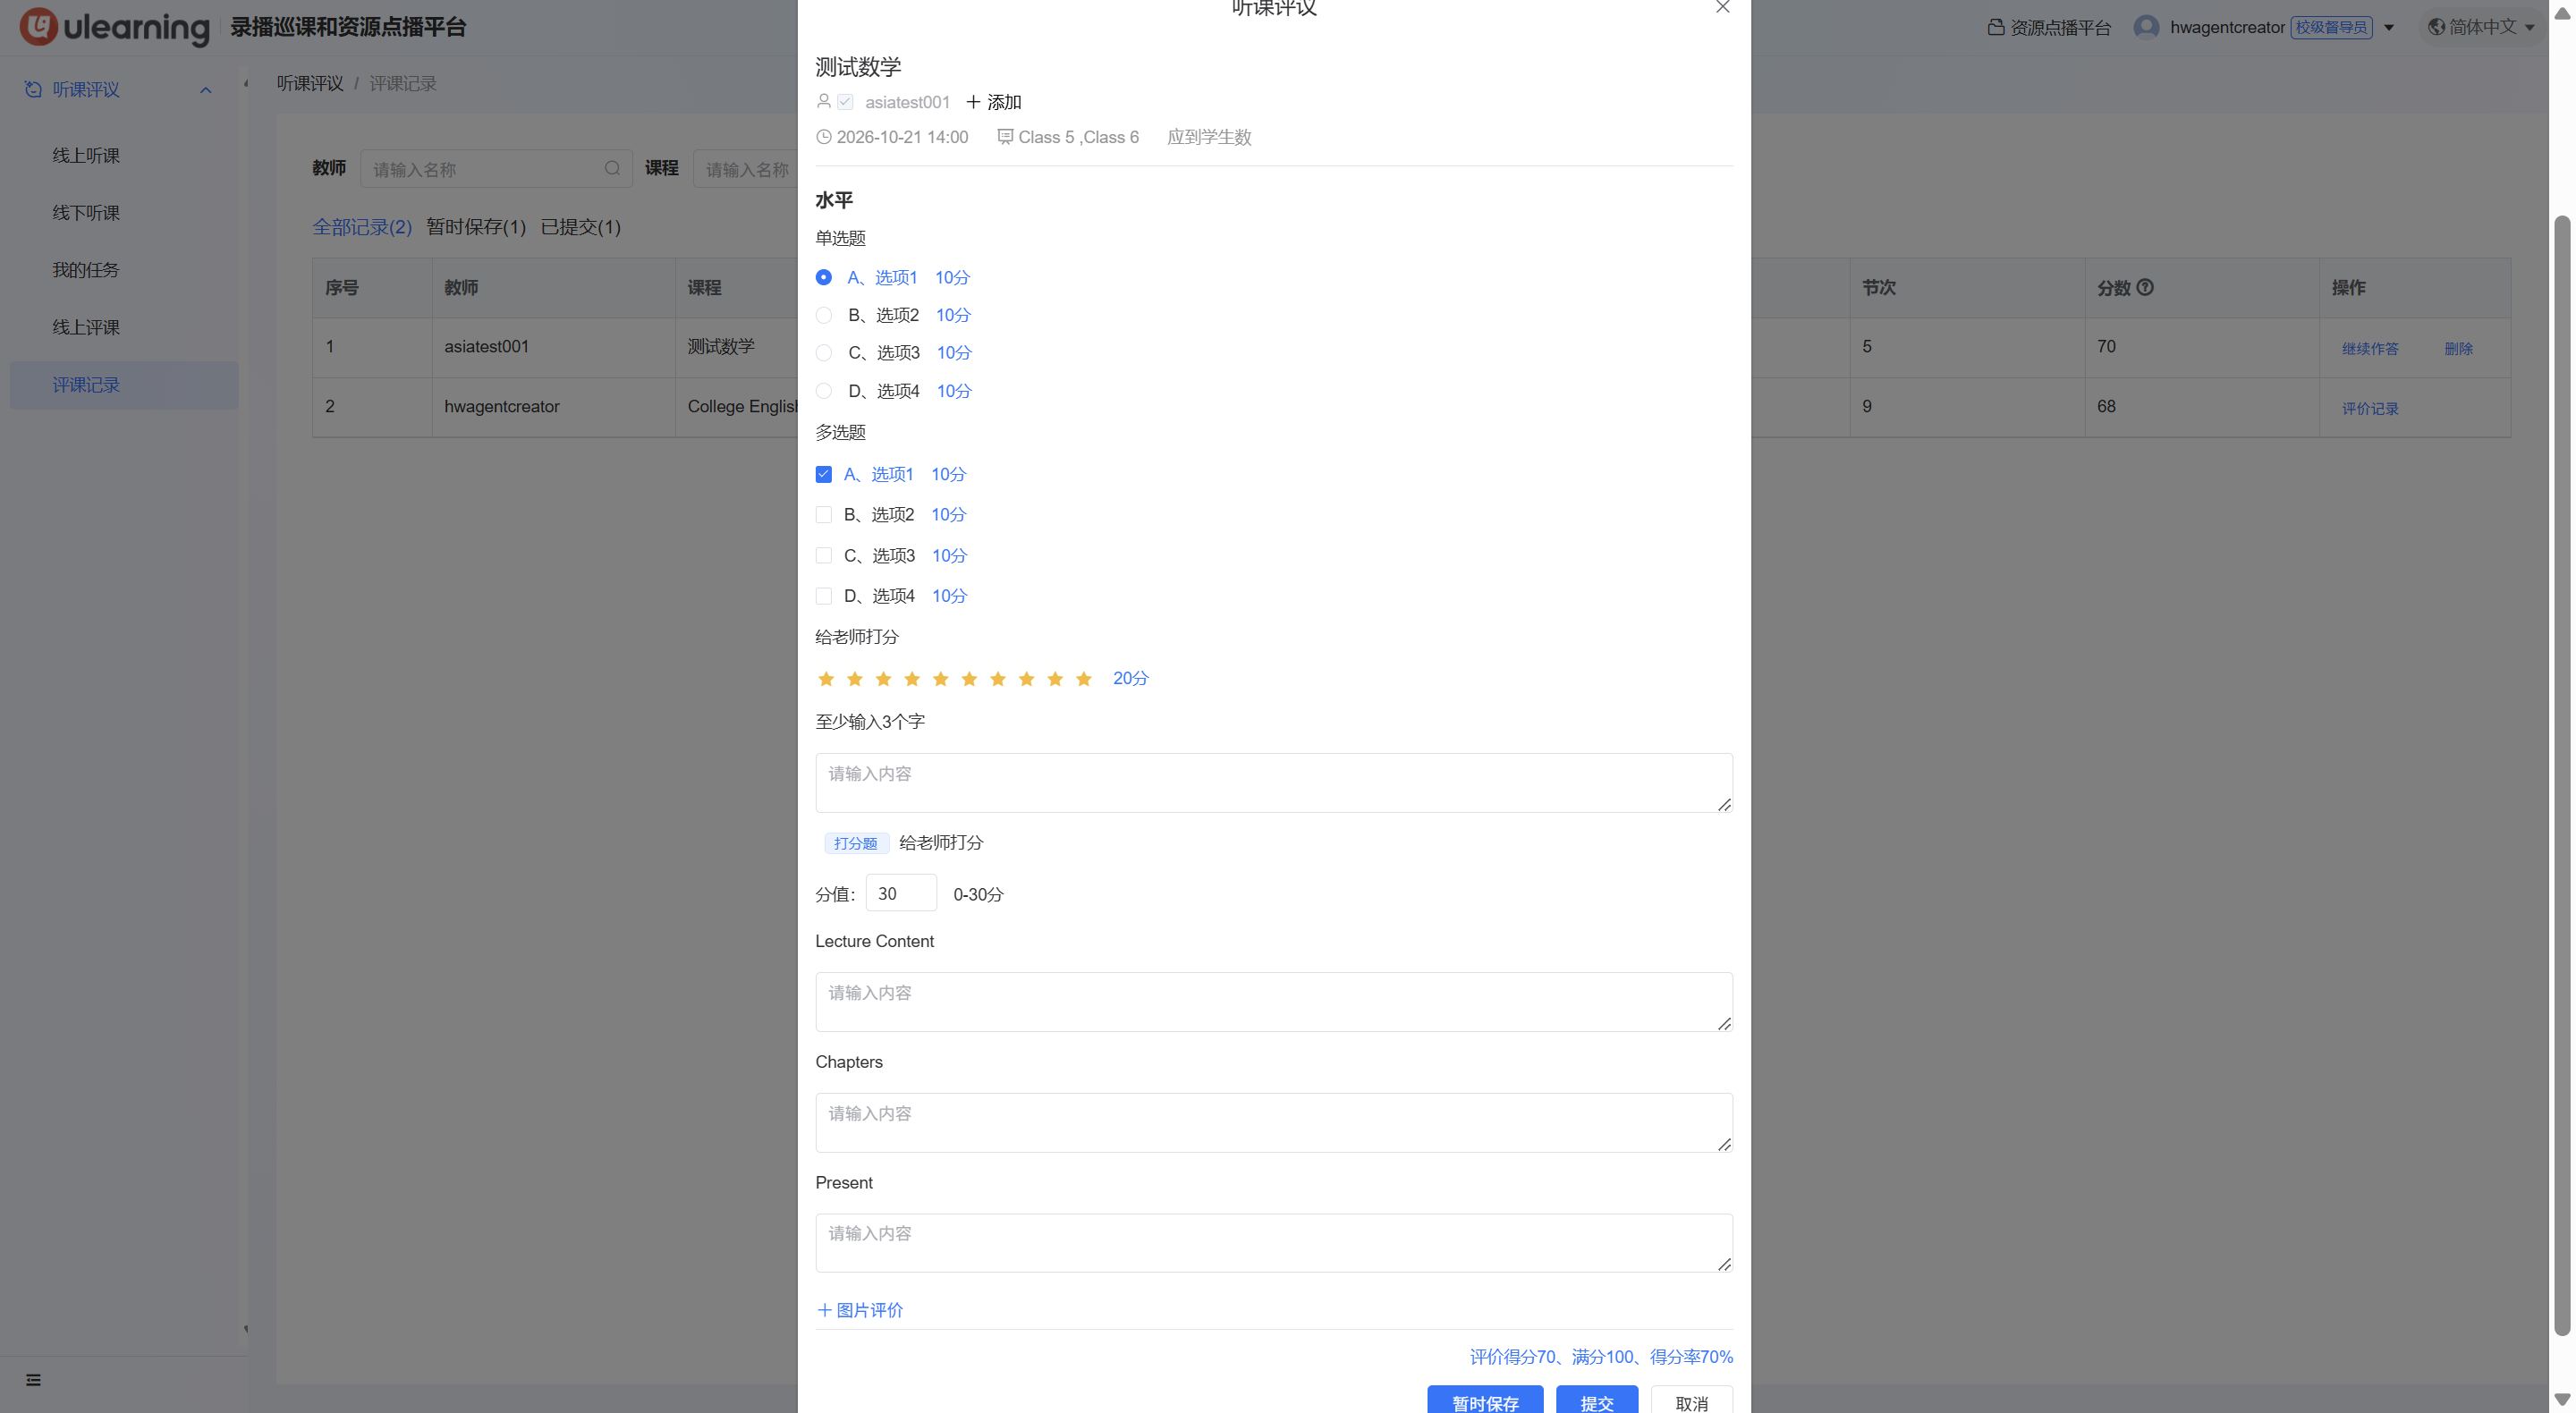 ulearning 录播巡课和资源点播平台
资源点播平台 hwagentcreator 校级督导员 简体中文
听课评议
线上听课
线下听课
我的任务
线上评课
评课记录
听课评议 / 评课记录
教师 请输入名称 课程 请输入名称
全部记录(2) 暂时保存(1) 已提交(1)
序号 教师 课程 节次 分数 操作
1 asiatest001 测试数学 5 70 继续作答 删除
2 hwagentcreator College English 9 68 评价记录
听课评议
测试数学
asiatest001 添加
2026-10-21 14:00 Class 5 ,Class 6 应到学生数
水平
单选题
A、选项1 10分
B、选项2 10分
C、选项3 10分
D、选项4 10分
多选题
A、选项1 10分
B、选项2 10分
C、选项3 10分
D、选项4 10分
给老师打分
20分
至少输入3个字
请输入内容
打分题 给老师打分
分值: 30 0-30分
Lecture Content
请输入内容
Chapters
请输入内容
Present
请输入内容
图片评价
评价得分70、满分100、得分率70%
暂时保存 提交 取消